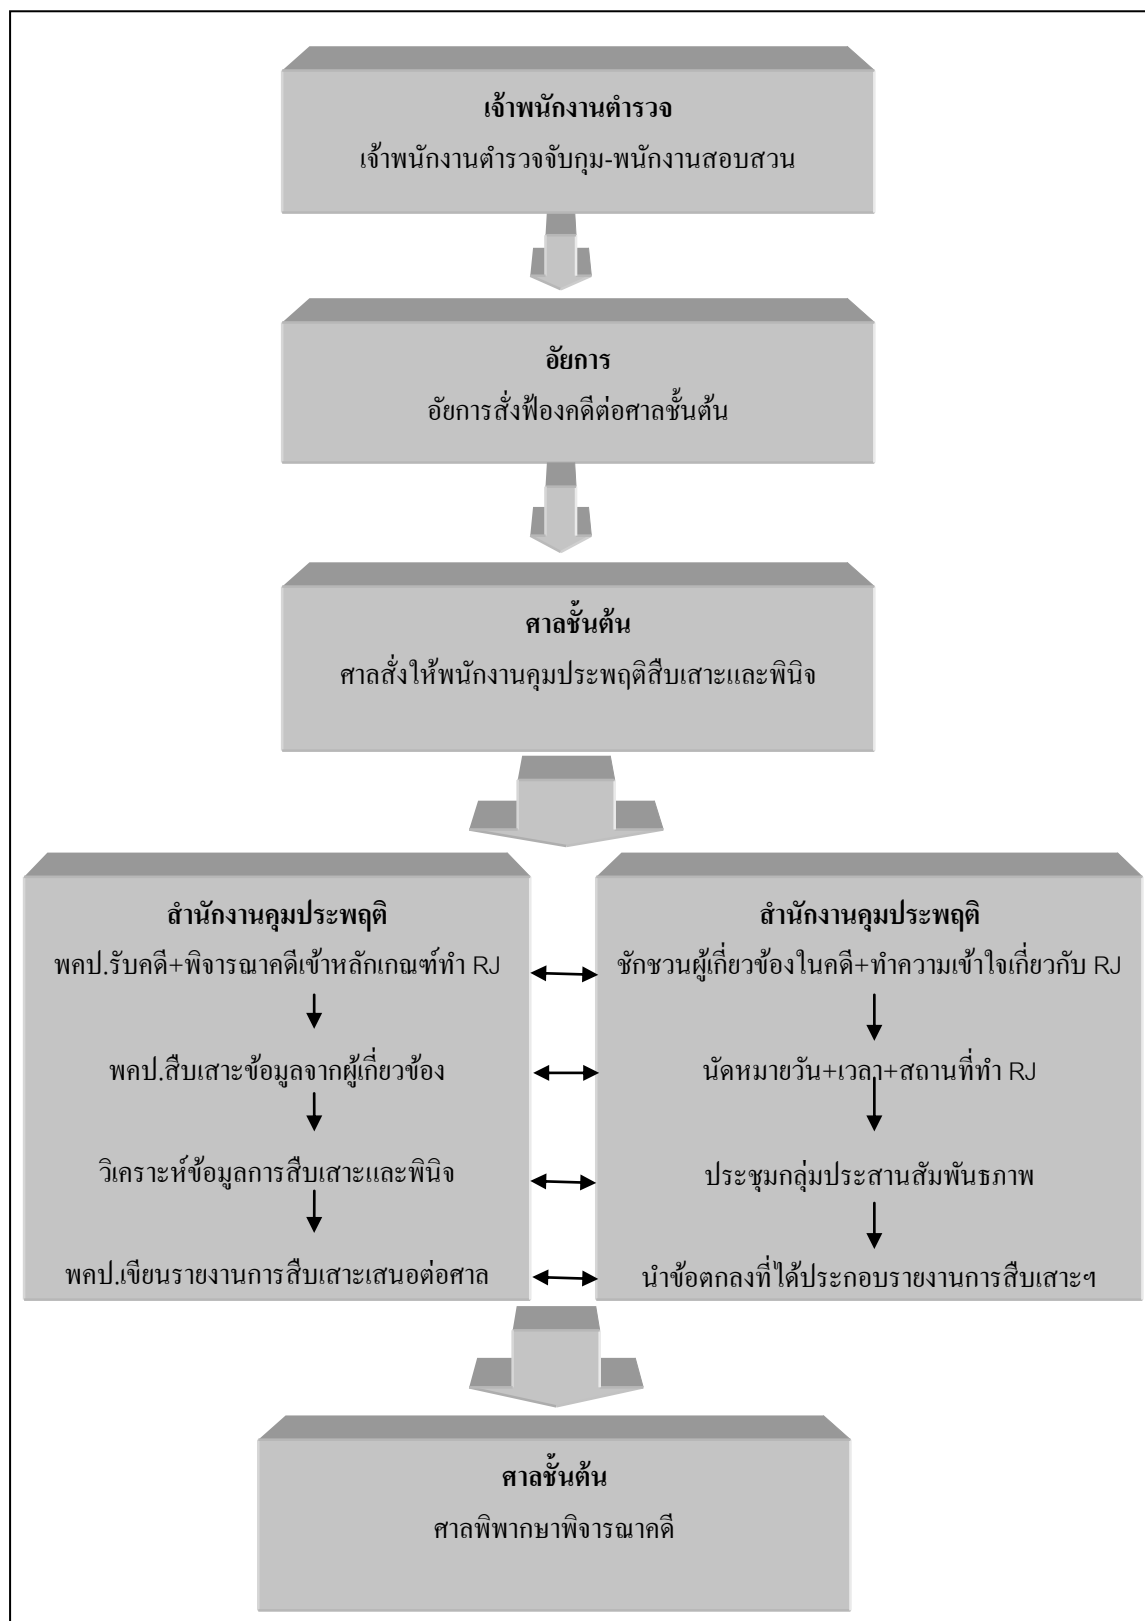 เจ้าพนักงานตำรวจ
เจ้าพนักงานตำรวจจับกุม-พนักงานสอบสวน
อัยการ
อัยการสั่งฟ้องคดีต่อศาลชั้นต้น
ศาลชั้นต้น
ศาลสั่งให้พนักงานคุมประพฤติสืบเสาะและพินิจ
สำนักงานคุมประพฤติ
พคป.รับคดี+พิจารณาคดีเข้าหลักเกณฑ์ทำ RJ
พคป.สืบเสาะข้อมูลจากผู้เกี่ยวข้อง
วิเคราะห์ข้อมูลการสืบเสาะและพินิจ
พคป.เขียนรายงานการสืบเสาะเสนอต่อศาล
สำนักงานคุมประพฤติ
ชักชวนผู้เกี่ยวข้องในคดี+ทำความเข้าใจเกี่ยวกับ RJ
นัดหมายวัน+เวลา+สถานที่ทำ RJ
ประชุมกลุ่มประสานสัมพันธภาพ
นำข้อตกลงที่ได้ประกอบรายงานการสืบเสาะฯ
ศาลชั้นต้น
ศาลพิพากษาพิจารณาคดี